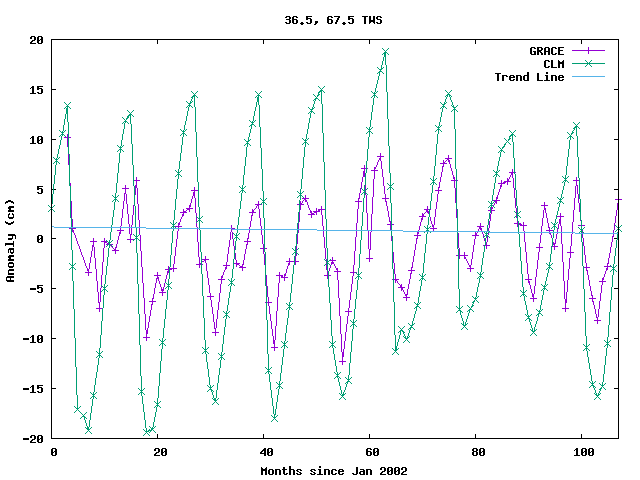 36.5, 67.5 TWS
GRACE
CLM
Trend Line
20
15
10
5
0
-5
-10
-15
-20
Anomaly (cm)
0 20 40 60 80 100
Months since Jan 2002